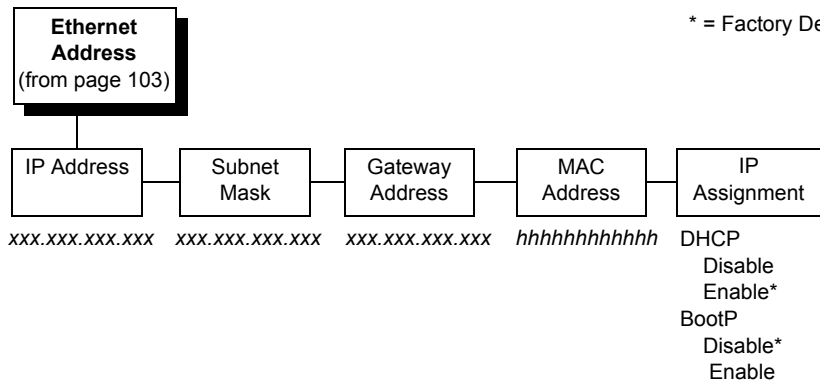 Ethernet
Address
(from page 103)
* = Factory De
IP Address
Subnet
Mask
Gateway
Address
MAC
Address
IP
Assignment
xxx.xxx.xxx.xxx
xxx.xxx.xxx.xxx
xxx.xxx.xxx.xxx
hhhhhhhhhhhh
DHCP
Disable
Enable*
BootP
Disable*
Enable